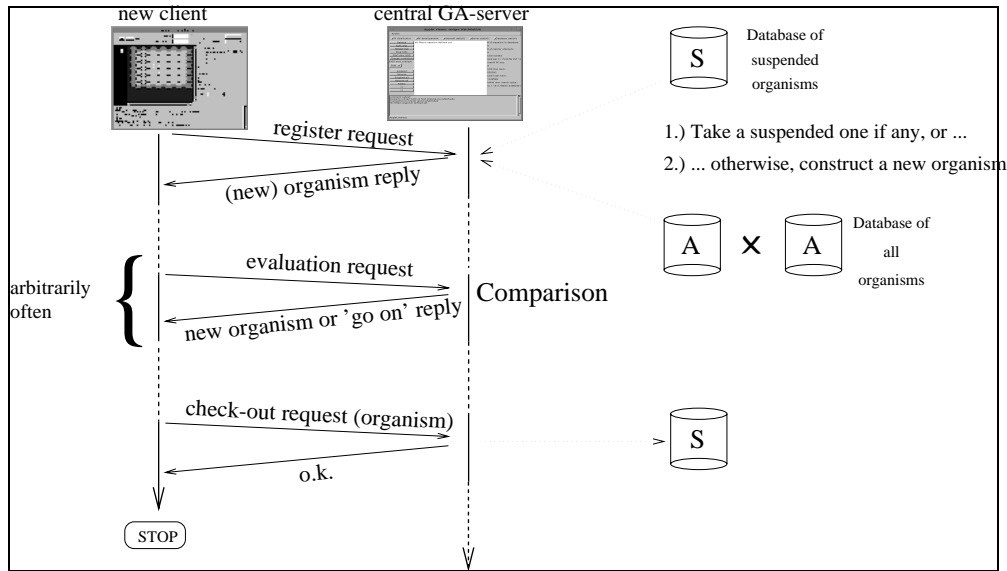 new client
central GA-server
S
Database of
suspended
organisms
register request
1.) Take a suspended one if any, or ...
2.) ... otherwise, construct a new organism
(new) organism reply
A
×
A
Database of
all
organisms
evaluation request
arbitrarily
often
Comparison
new organism or 'go on' reply
check-out request (organism)
S
o.k.
STOP